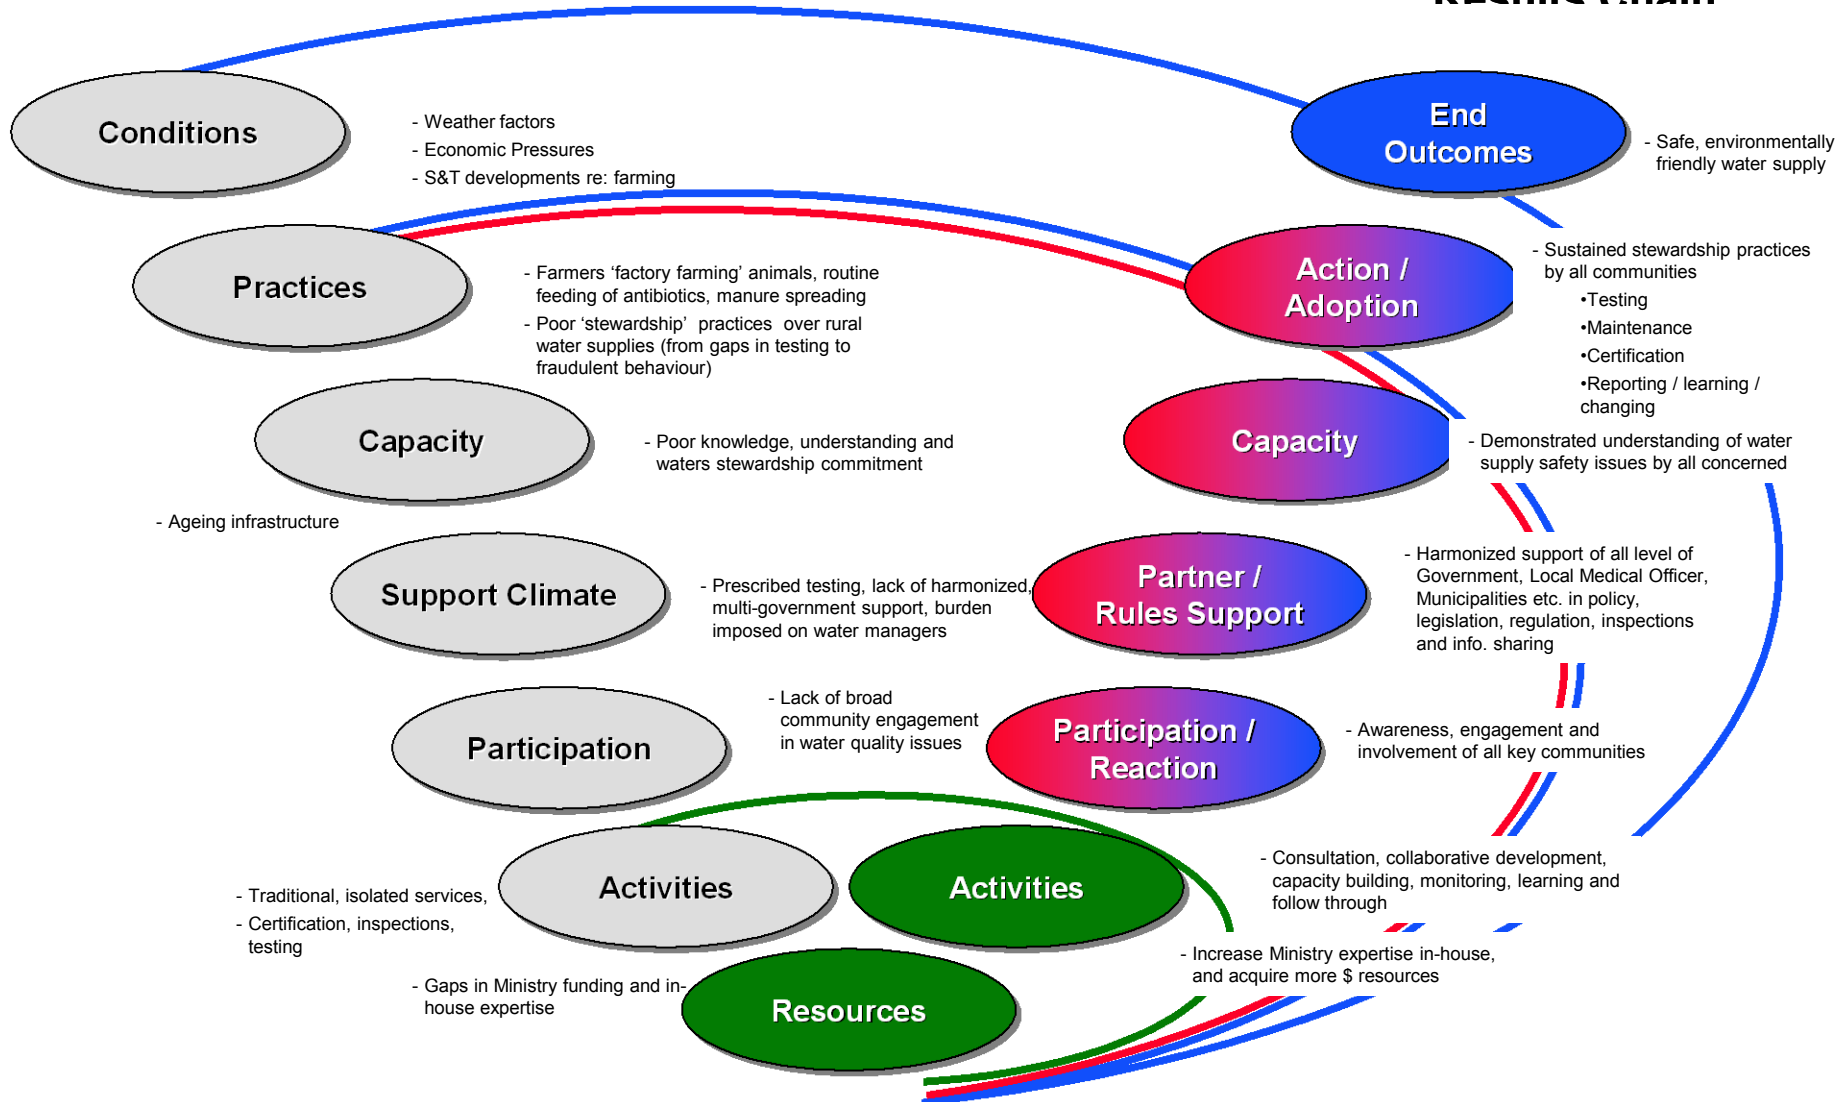 Results Chain
Conditions
- Weather factors
- Economic Pressures
- S&T developments re: farming
End
Outcomes
- Safe, environmentally
friendly water supply
Practices
- Farmers ‘factory farming’ animals, routine
feeding of antibiotics, manure spreading
- Poor ‘stewardship’ practices over rural
water supplies (from gaps in testing to
fraudulent behaviour)
Action /
Adoption
- Sustained stewardship practices
by all communities
•Testing
•Maintenance
•Certification
•Reporting / learning /
changing
Capacity
- Poor knowledge, understanding and
waters stewardship commitment
Capacity
- Demonstrated understanding of water
supply safety issues by all concerned
- Ageing infrastructure
Support Climate
- Prescribed testing, lack of harmonized,
multi-government support, burden
imposed on water managers
Partner /
Rules Support
- Harmonized support of all level of
Government, Local Medical Officer,
Municipalities etc. in policy,
legislation, regulation, inspections
and info. sharing
Participation
- Lack of broad
community engagement
in water quality issues
Participation /
Reaction
- Awareness, engagement and
involvement of all key communities
- Traditional, isolated services,
- Certification, inspections,
testing
Activities
Activities
- Consultation, collaborative development,
capacity building, monitoring, learning and
follow through
- Gaps in Ministry funding and in-
house expertise
Resources
- Increase Ministry expertise in-house,
and acquire more $ resources